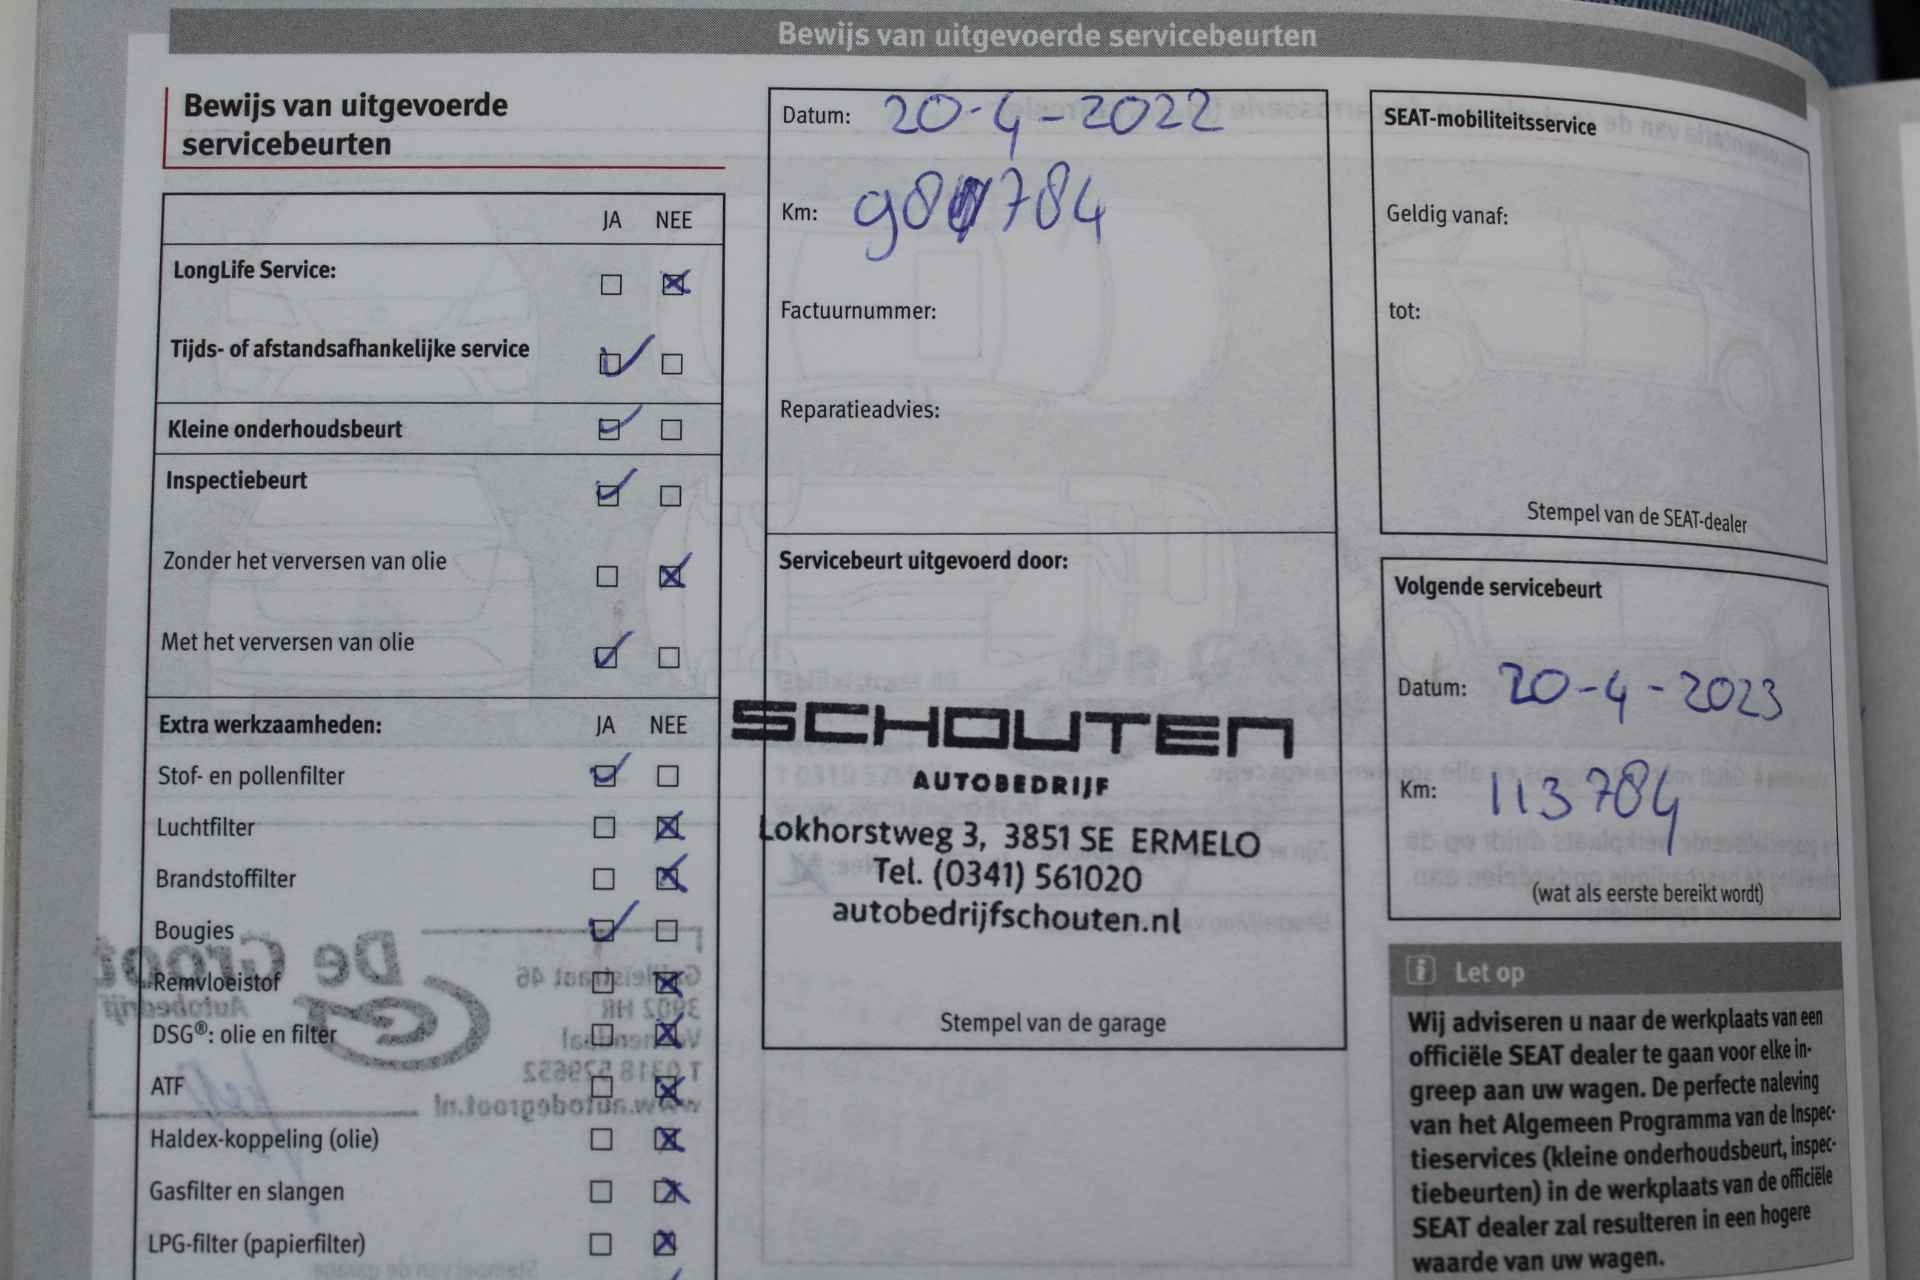 Bewijs van uitgevoerde servicebeurten
Bewijs van uitgevoerde
servicebeurten
JA NEE
LongLife Service:
Tijds- of afstandsafhankelijke service
Kleine onderhoudsbeurt
Inspectiebeurt
Zonder het verversen van olie
Met het verversen van olie
Extra werkzaamheden: JA NEE
Stof- en pollenfilter
Luchtfilter
Brandstoffilter
Bougies
Remvloeistof
DSG®: olie en filter
ATF
Haldex-koppeling (olie)
Gasfilter en slangen
LPG-filter (papierfilter)
Datum: 20-4-2022
Km:
Factuurnummer:
Reparatieadvies:
Servicebeurt uitgevoerd door:
SCHOUTEN
AUTOBEDRIJF
Lokhorstweg 3, 3851 SE ERMELO
Tel. (0341) 561020
autobedrijfschouten.nl
Stempel van de garage
SEAT-mobiliteitsservice
Geldig vanaf:
tot:
Stempel van de SEAT-dealer
Volgende servicebeurt
Datum: 20-4-2023
Km: 113784
(wat als eerste bereikt wordt)
Let op
Wij adviseren u naar de werkplaats van een
officiële SEAT dealer te gaan voor elke in-
greep aan uw wagen. De perfecte naleving
van het Algemeen Programma van de Inspec-
tieservices (kleine onderhoudsbeurt, inspec-
tiebeurten) in de werkplaats van de officiële
SEAT dealer zal resulteren in een hogere
waarde van uw wagen.